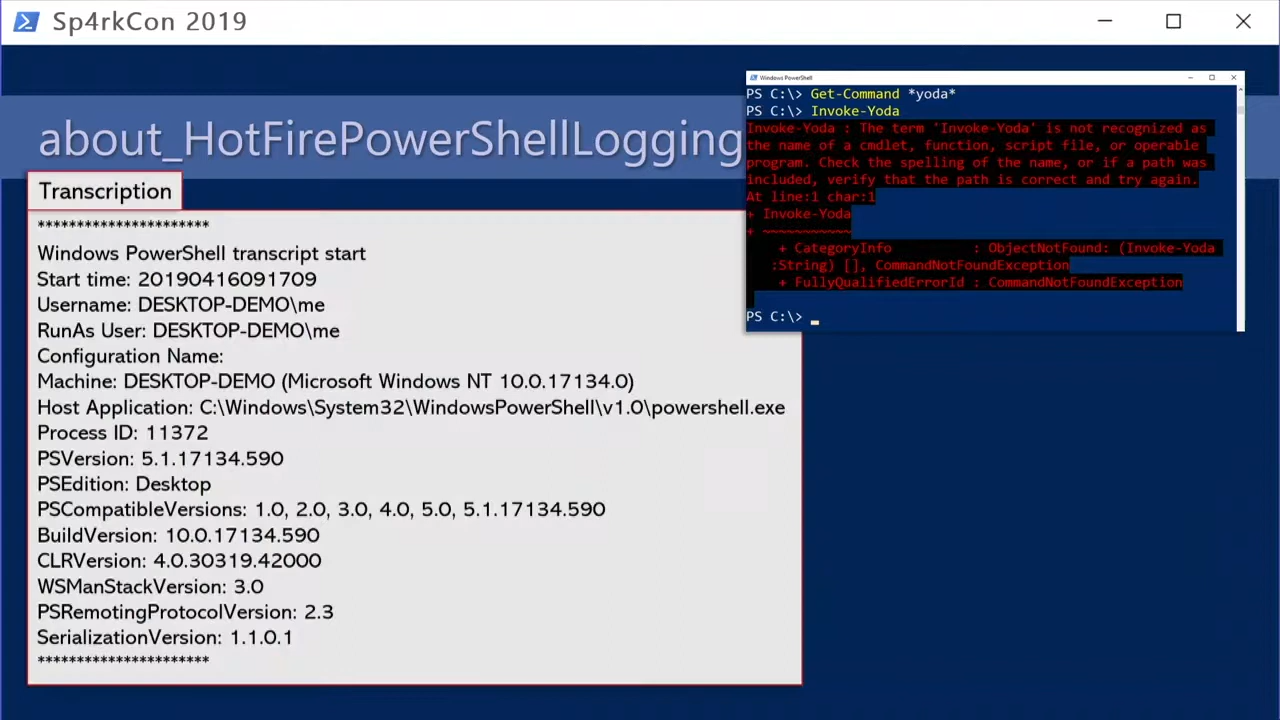 Sp4rkCon 2019
about_HotFirePowerShellLogging
Transcription
**********************
Windows PowerShell transcript start
Start time: 20190416091709
Username: DESKTOP-DEMO\me
RunAs User: DESKTOP-DEMO\me
Configuration Name:
Machine: DESKTOP-DEMO (Microsoft Windows NT 10.0.17134.0)
Host Application: C:\Windows\System32\WindowsPowerShell\v1.0\powershell.exe
Process ID: 11372
PSVersion: 5.1.17134.590
PSEdition: Desktop
PSCompatibleVersions: 1.0, 2.0, 3.0, 4.0, 5.0, 5.1.17134.590
BuildVersion: 10.0.17134.590
CLRVersion: 4.0.30319.42000
WSManStackVersion: 3.0
PSRemotingProtocolVersion: 2.3
SerializationVersion: 1.1.0.1
**********************
Windows PowerShell
PS C:\> Get-Command *yoda*
PS C:\> Invoke-Yoda
Invoke-Yoda : The term 'Invoke-Yoda' is not recognized as
the name of a cmdlet, function, script file, or operable
program. Check the spelling of the name, or if a path was
included, verify that the path is correct and try again.
At line:1 char:1
+ Invoke-Yoda
+ ~~~~~~~~~~~
+ CategoryInfo : ObjectNotFound: (Invoke-Yoda
:String) [], CommandNotFoundException
+ FullyQualifiedErrorId : CommandNotFoundException
PS C:\> _